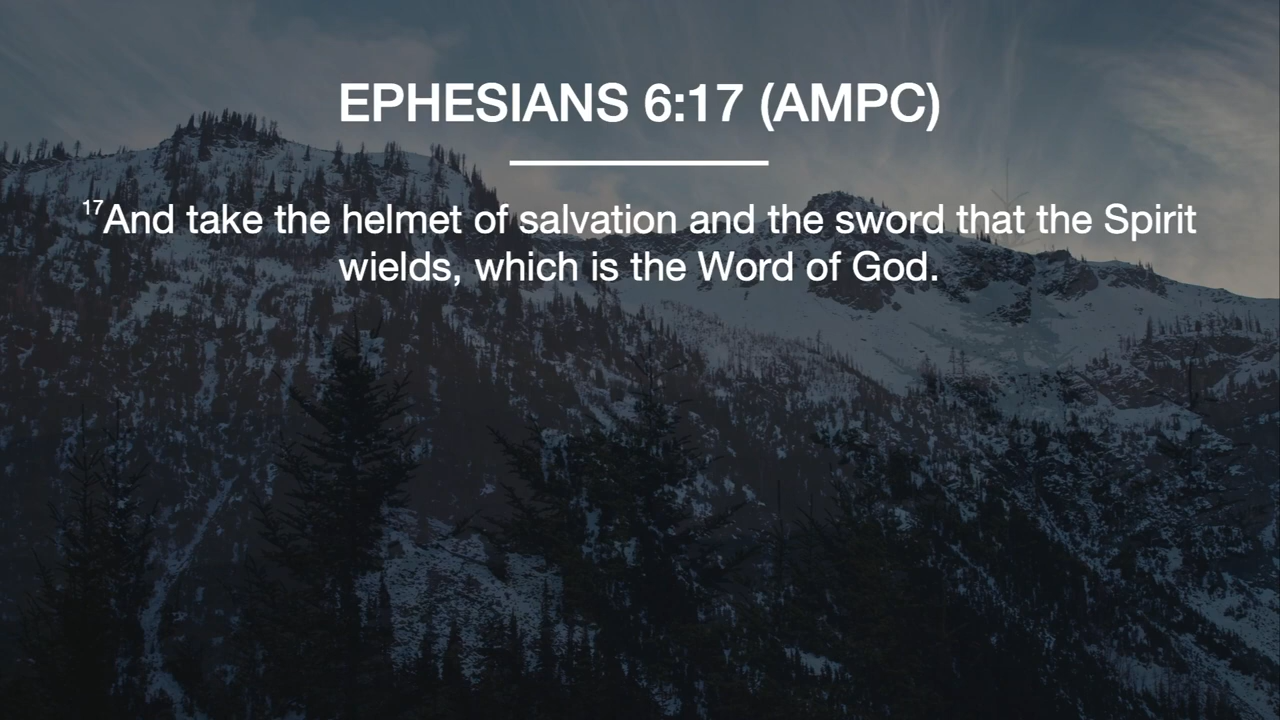 EPHESIANS 6:17 (AMPC)
17And take the helmet of salvation and the sword that the Spirit
wields, which is the Word of God.